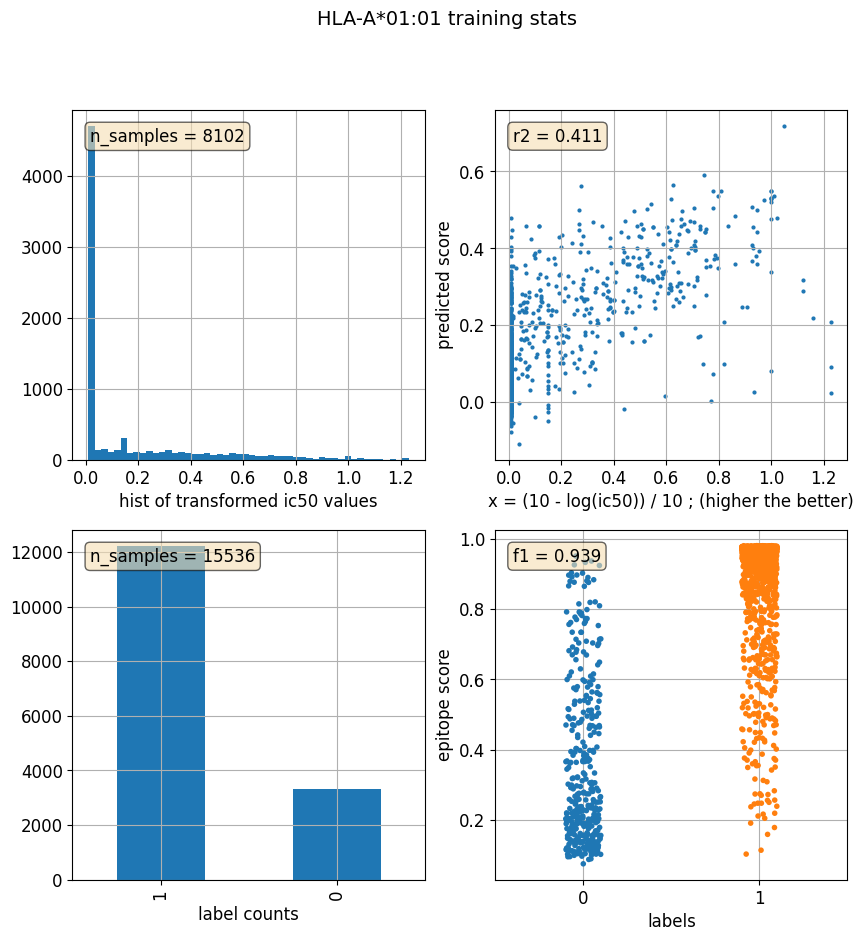 HLA-A*01:01 training stats
n_samples = 8102
4000
3000
2000
1000
0
0.0 0.2 0.4 0.6 0.8 1.0 1.2
hist of transformed ic50 values
r2 = 0.411
predicted score
0.6
0.4
0.2
0.0
0.0 0.2 0.4 0.6 0.8 1.0 1.2
x = (10 - log(ic50)) / 10 ; (higher the better)
n_samples = 15536
12000
10000
8000
6000
4000
2000
0
1 0
label counts
f1 = 0.939
epitope score
1.0
0.8
0.6
0.4
0.2
0 1
labels